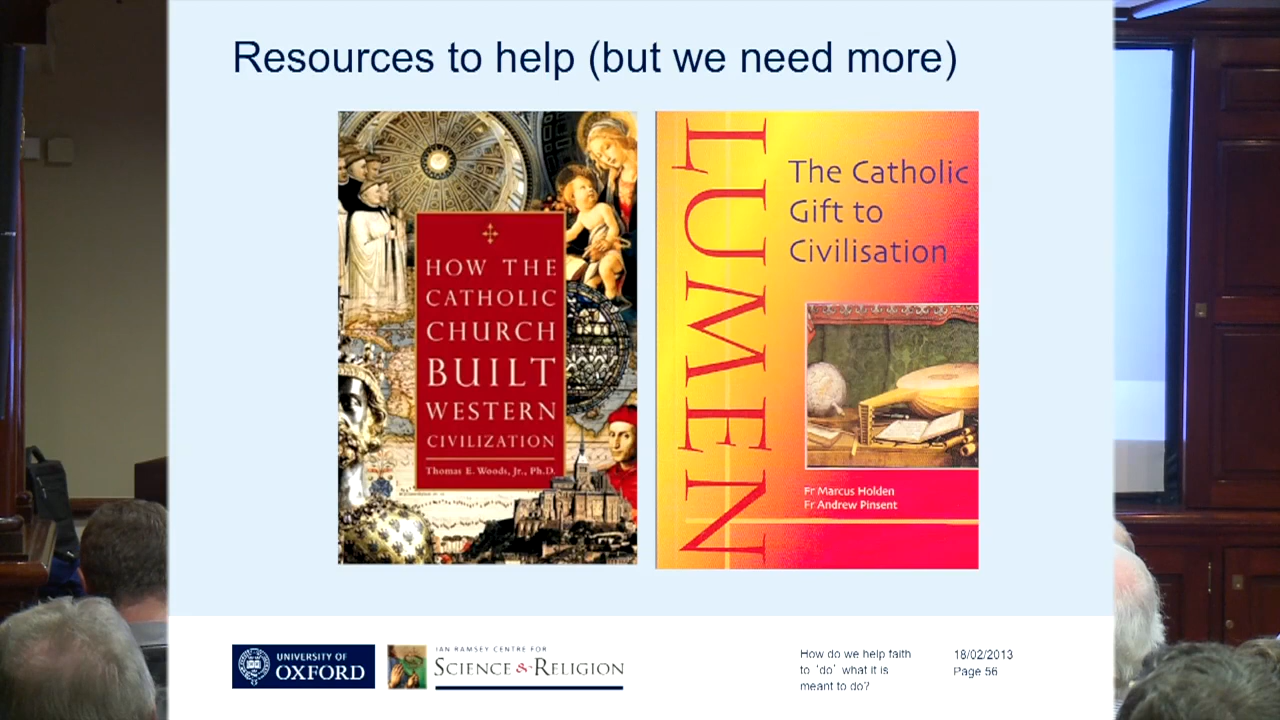 Resources to help (but we need more)
HOW THE
CATHOLIC
CHURCH
BUILT
WESTERN
CIVILIZATION
Thomas E. Woods, Jr., Ph.D.
LUMEN
The Catholic
Gift to
Civilisation
Fr Marcus Holden
Fr Andrew Pinsent
UNIVERSITY OF
OXFORD
IAN RAMSEY CENTRE FOR
SCIENCE & RELIGION
How do we help faith
to ‘do’ what it is
meant to do?
18/02/2013
Page 56